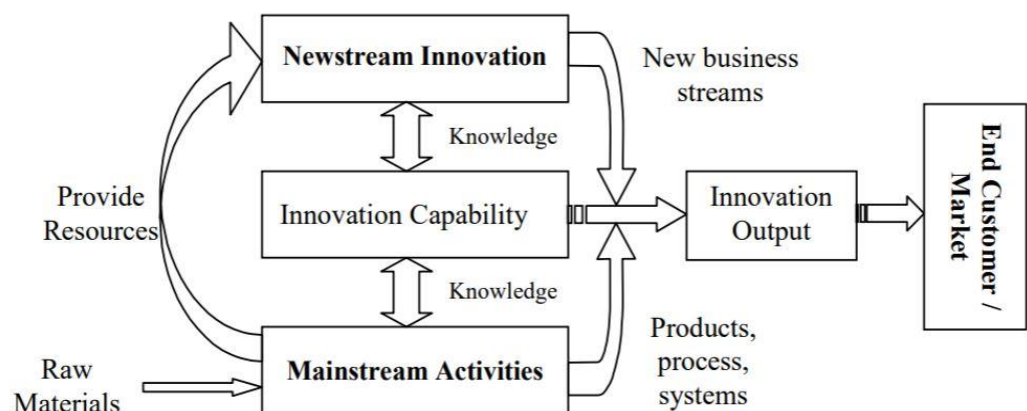 Newstream Innovation
New business
streams
Knowledge
End Customer /
Market
Provide
Resources
Innovation Capability
Innovation
Output
Knowledge
Products,
process,
systems
Mainstream Activities
Raw
Materials